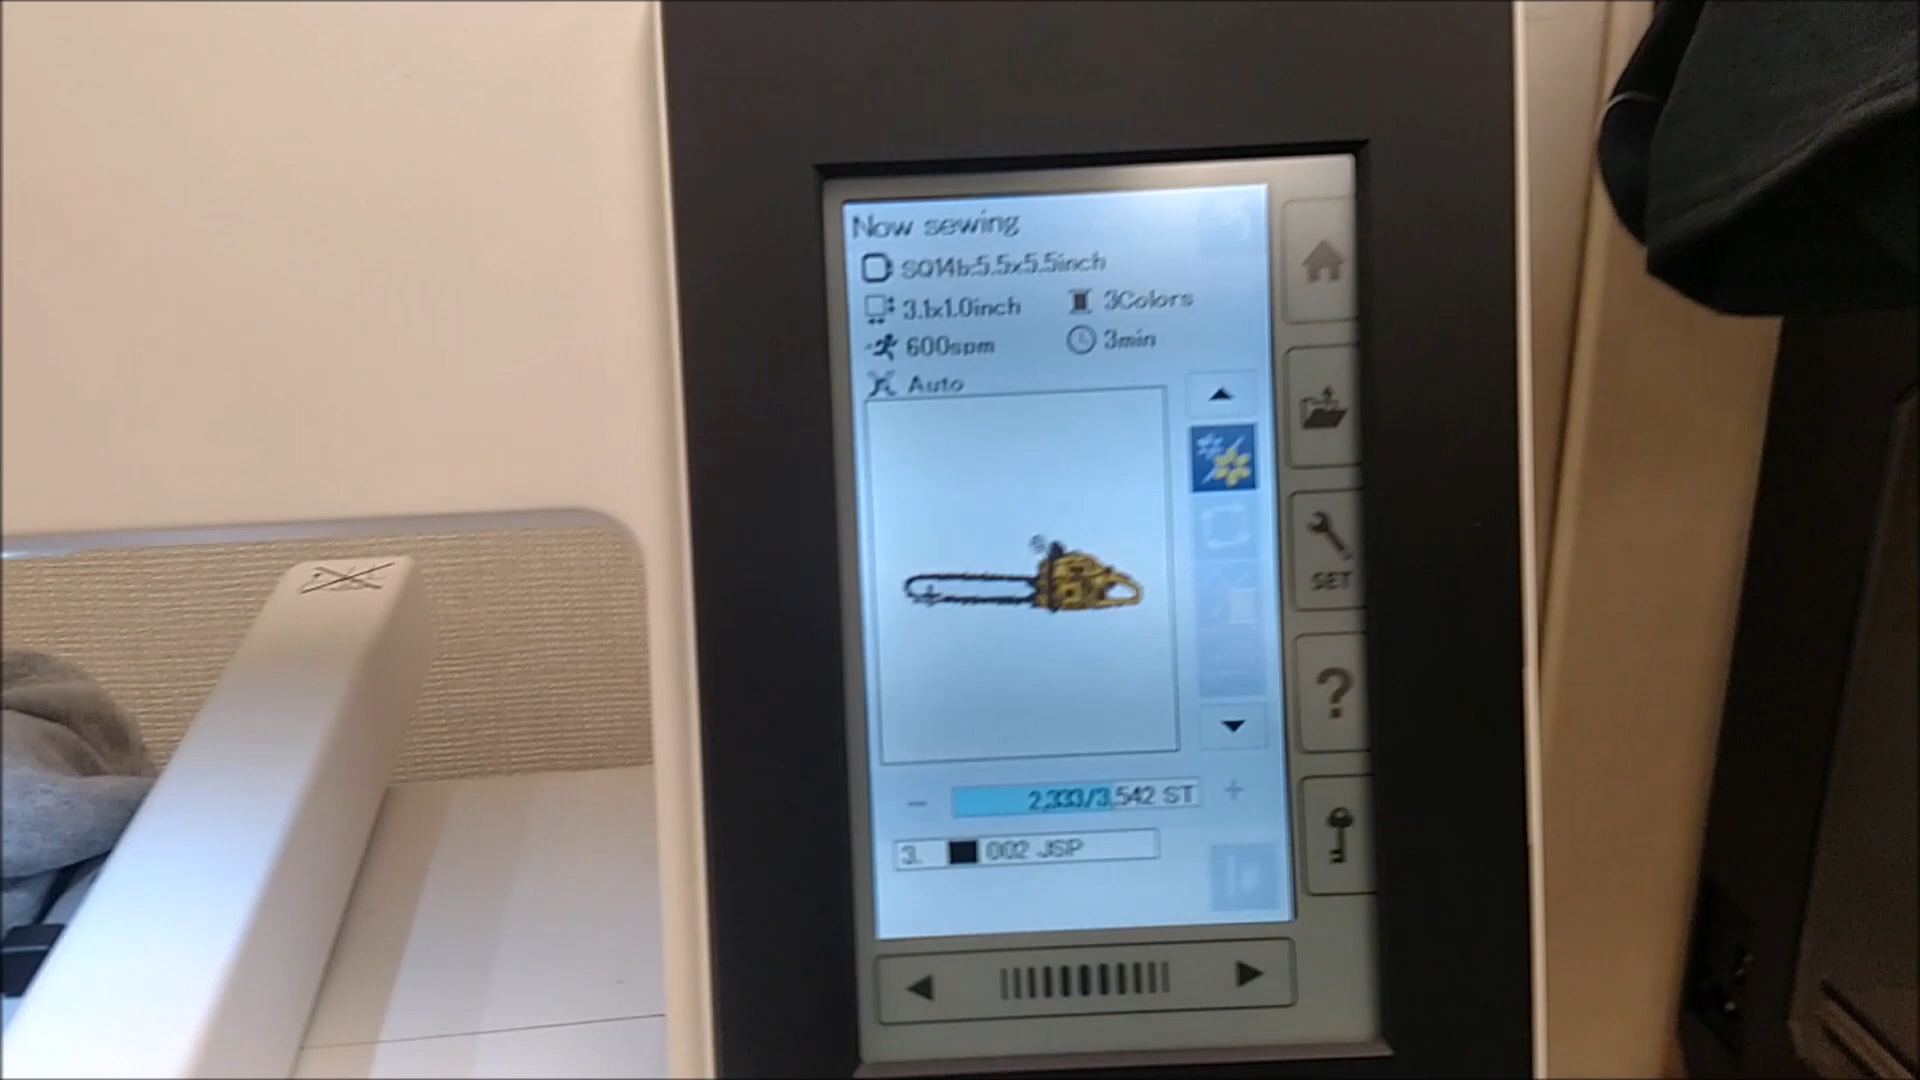 Now sewing
SQ14b:5.5x5.5inch
3.1x1.0inch
3Colors
600spm
3min
Auto
SET
?
- 2,333/3,542 ST +
3. 002 JSP